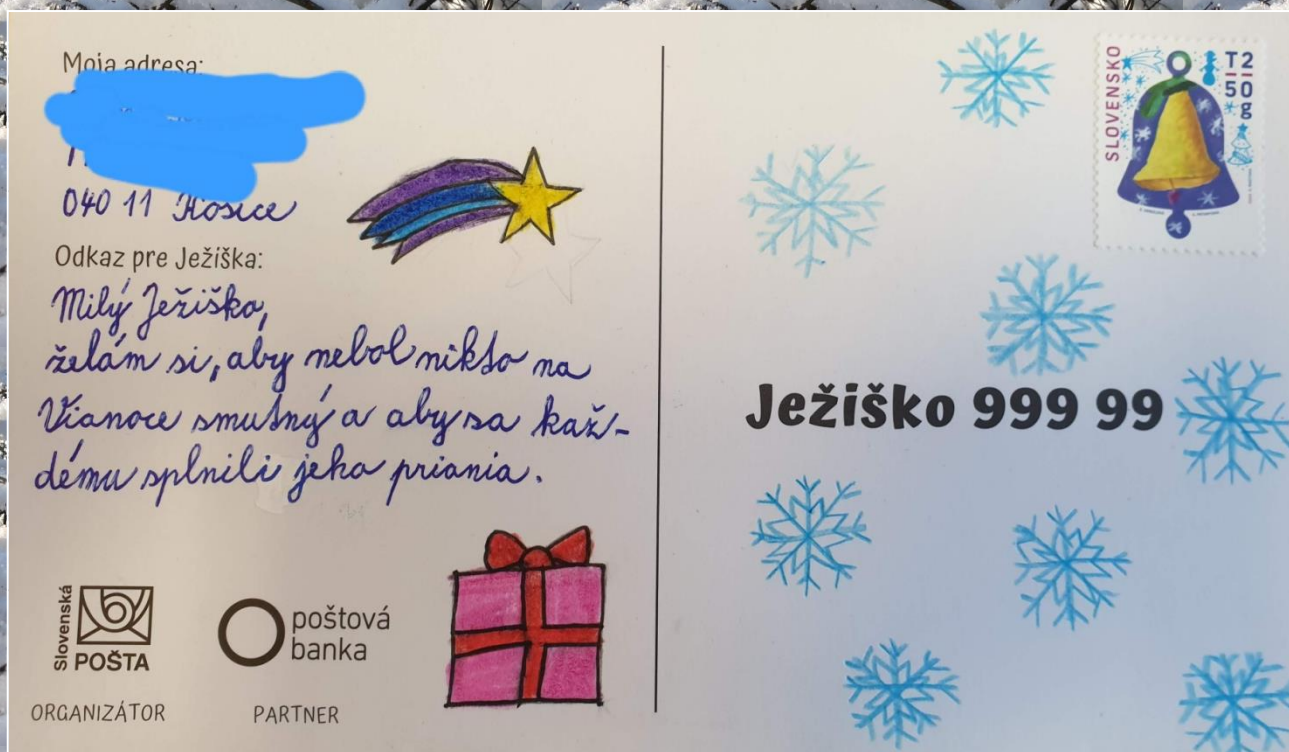 Moja adresa:
040 11 Košice
Odkaz pre Ježiška:
Milý Ježiško,
želám si, aby nebol nikto na
Vianoce smutný a aby sa kaž-
dému splnili jeho priania.
Slovenská
POŠTA
ORGANIZÁTOR
poštová
banka
PARTNER
SLOVENSKO
T2 50g
Ježiško 999 99